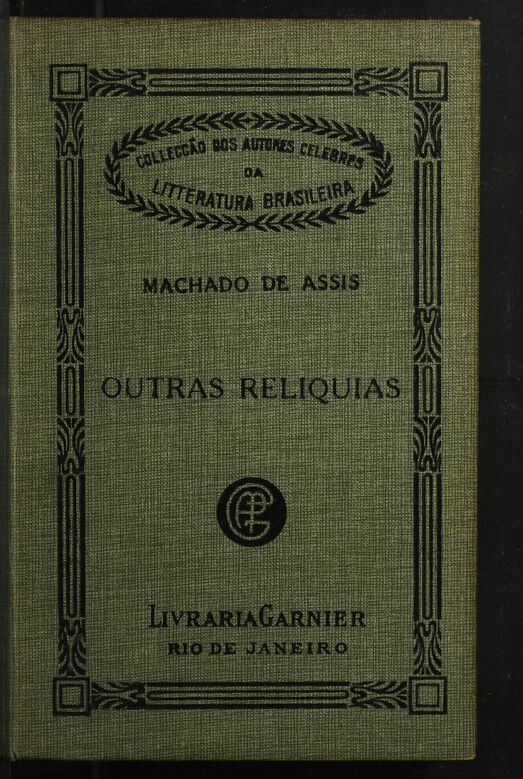 COLLECÇÃO DOS AUTORES CELEBRES
DA
LITTERATURA BRASILEIRA
MACHADO DE ASSIS
OUTRAS RELIQUIAS
LIVRARIA GARNIER
RIO DE JANEIRO